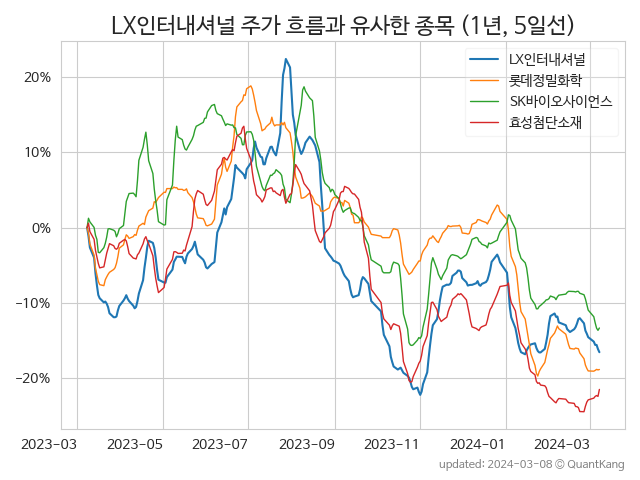 LX인터내셔널 주가 흐름과 유사한 종목 (1년, 5일선)
LX인터내셔널
롯데정밀화학
SK바이오사이언스
효성첨단소재
20%
10%
0%
−10%
−20%
2023−03
2023−05
2023−07
2023−09
2023−11
2024−01
2024−03
updated: 2024-03-08 © QuantKang